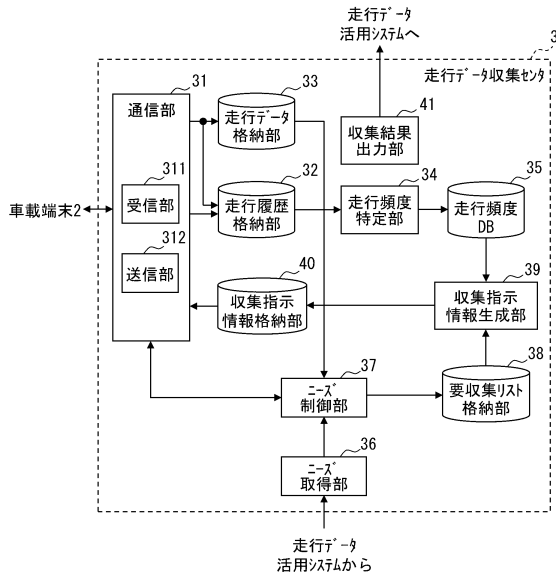 走行ﾃﾞｰﾀ
活用ｼｽﾃﾑへ
3
走行ﾃﾞｰﾀ収集ｾﾝﾀ
31
通信部
33
走行ﾃﾞｰﾀ
格納部
41
収集結果
出力部
311
受信部
32
走行履歴
格納部
34
走行頻度
特定部
35
走行頻度
DB
車載端末2
312
送信部
40
収集指示
情報格納部
39
収集指示
情報生成部
37
ﾆｰｽﾞ
制御部
38
要収集ﾘｽﾄ
格納部
36
ﾆｰｽﾞ
取得部
走行ﾃﾞｰﾀ
活用ｼｽﾃﾑから